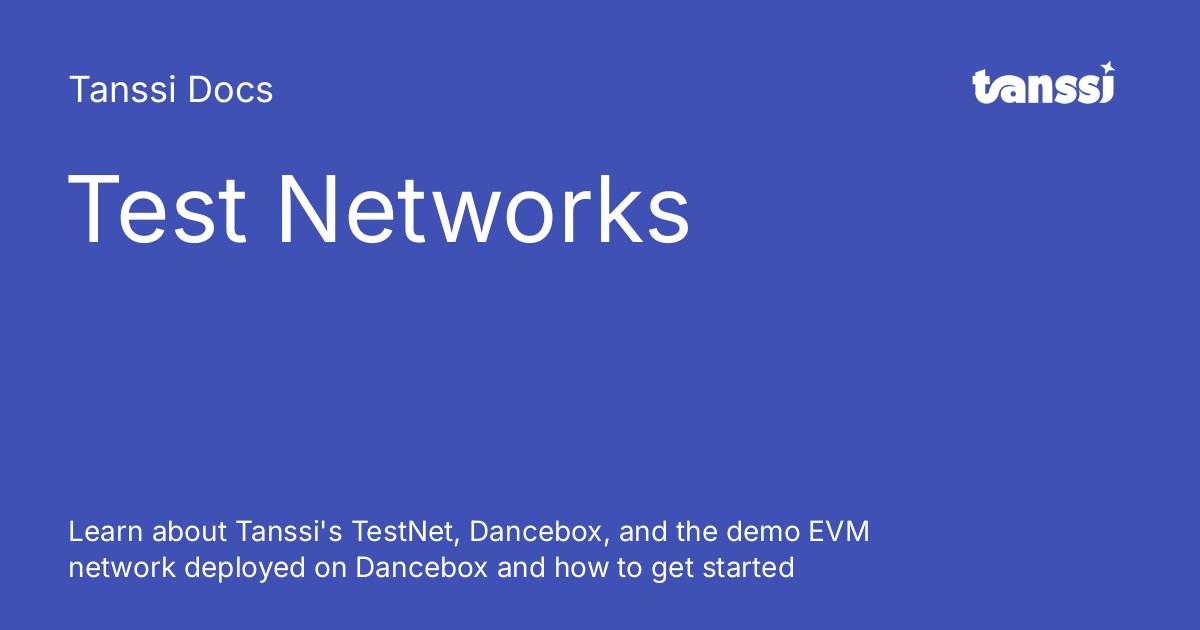 Tanssi Docs
tanssi
Test Networks
Learn about Tanssi's TestNet, Dancebox, and the demo EVM
network deployed on Dancebox and how to get started